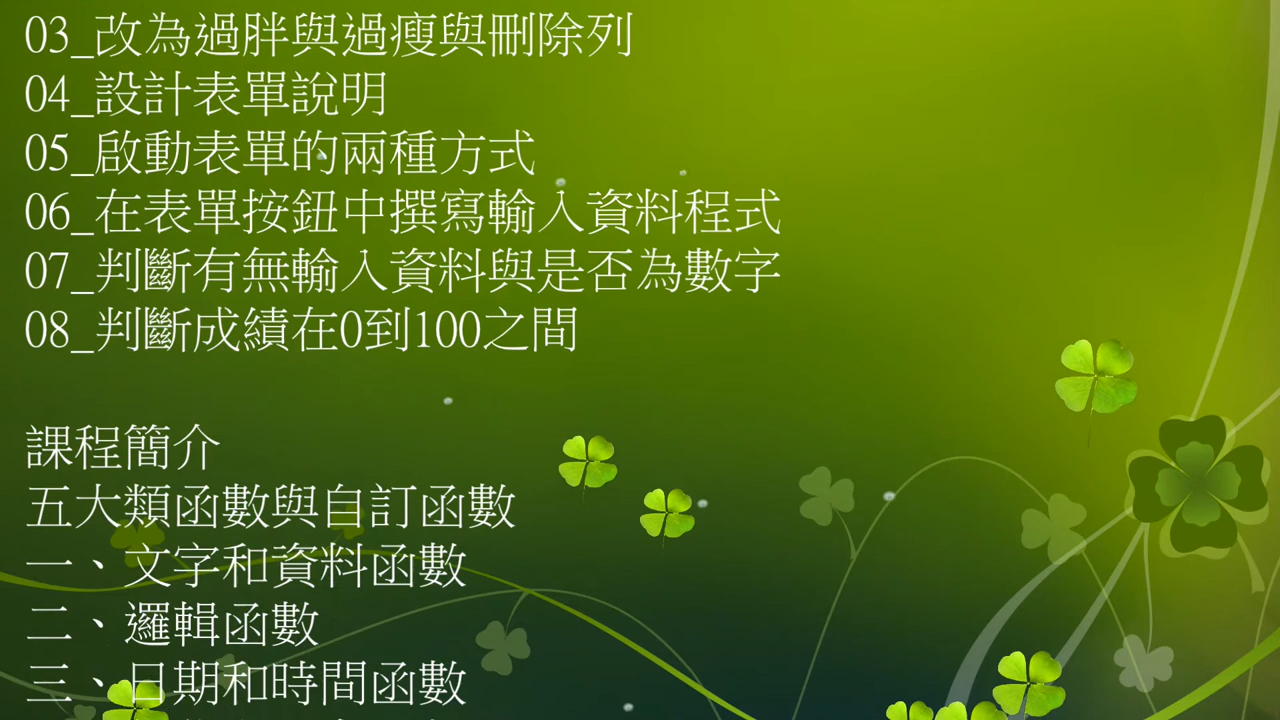 03_改為過胖與過瘦與刪除列
04_設計表單說明
05_啟動表單的兩種方式
06_在表單按鈕中撰寫輸入資料程式
07_判斷有無輸入資料與是否為數字
08_判斷成績在0到100之間
課程簡介
五大類函數與自訂函數
一、文字和資料函數
二、邏輯函數
三、日期和時間函數